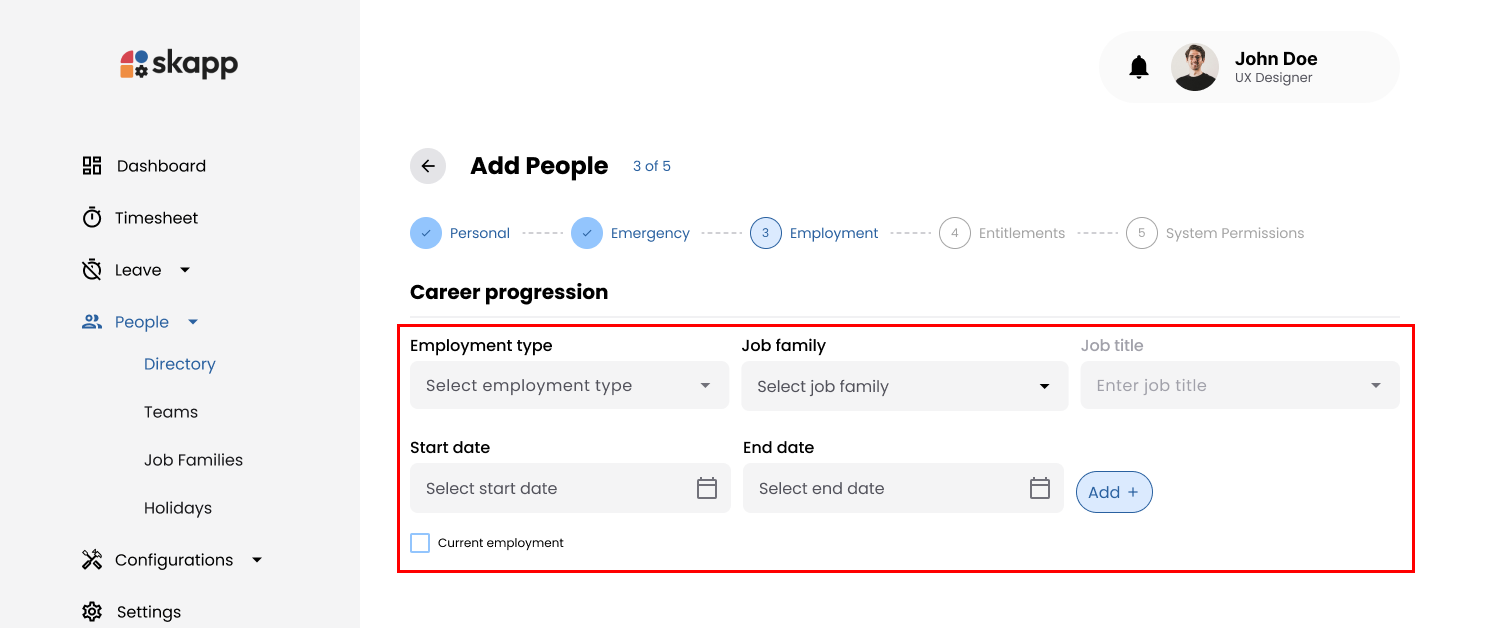 skapp
John Doe
UX Designer
Dashboard
Timesheet
Leave
People
Directory
Teams
Job Families
Holidays
Configurations
Settings
Add People 3 of 5
Personal Emergency 3 Employment 4 Entitlements 5 System Permissions
Career progression
Employment type Job family Job title
Select employment type Select job family Enter job title
Start date End date
Select start date Select end date Add +
Current employment